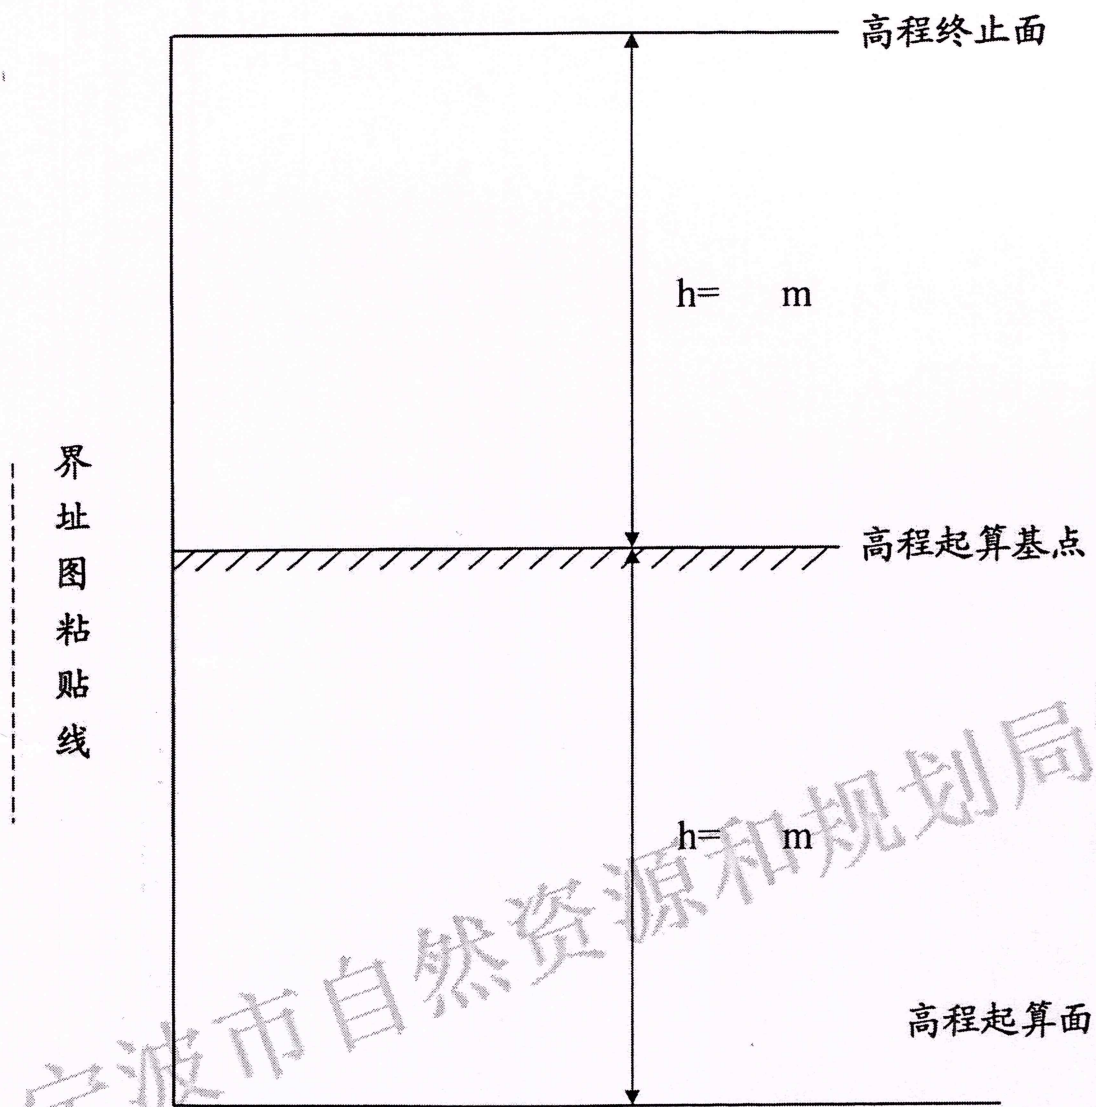 高程终止面
h= m
界址图粘贴线
高程起算基点
h= m
宁波市自然资源和规划局
高程起算面